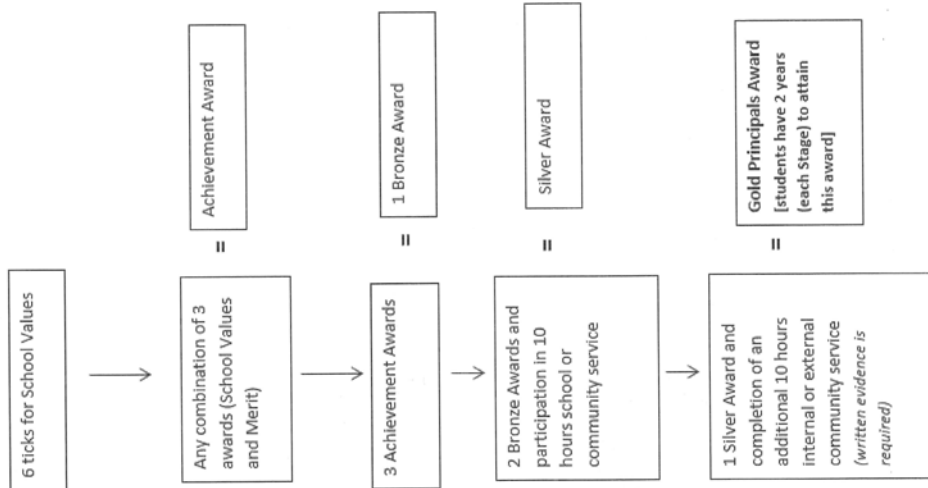 6 ticks for School Values
Any combination of 3
awards (School Values
and Merit)
=
Achievement Award
3 Achievement Awards
=
1 Bronze Award
2 Bronze Awards and
participation in 10
hours school or
community service
=
Silver Award
1 Silver Award and
completion of an
additional 10 hours
internal or external
community service
(written evidence is
required)
=
Gold Principals Award
[students have 2 years
(each Stage) to attain
this award]